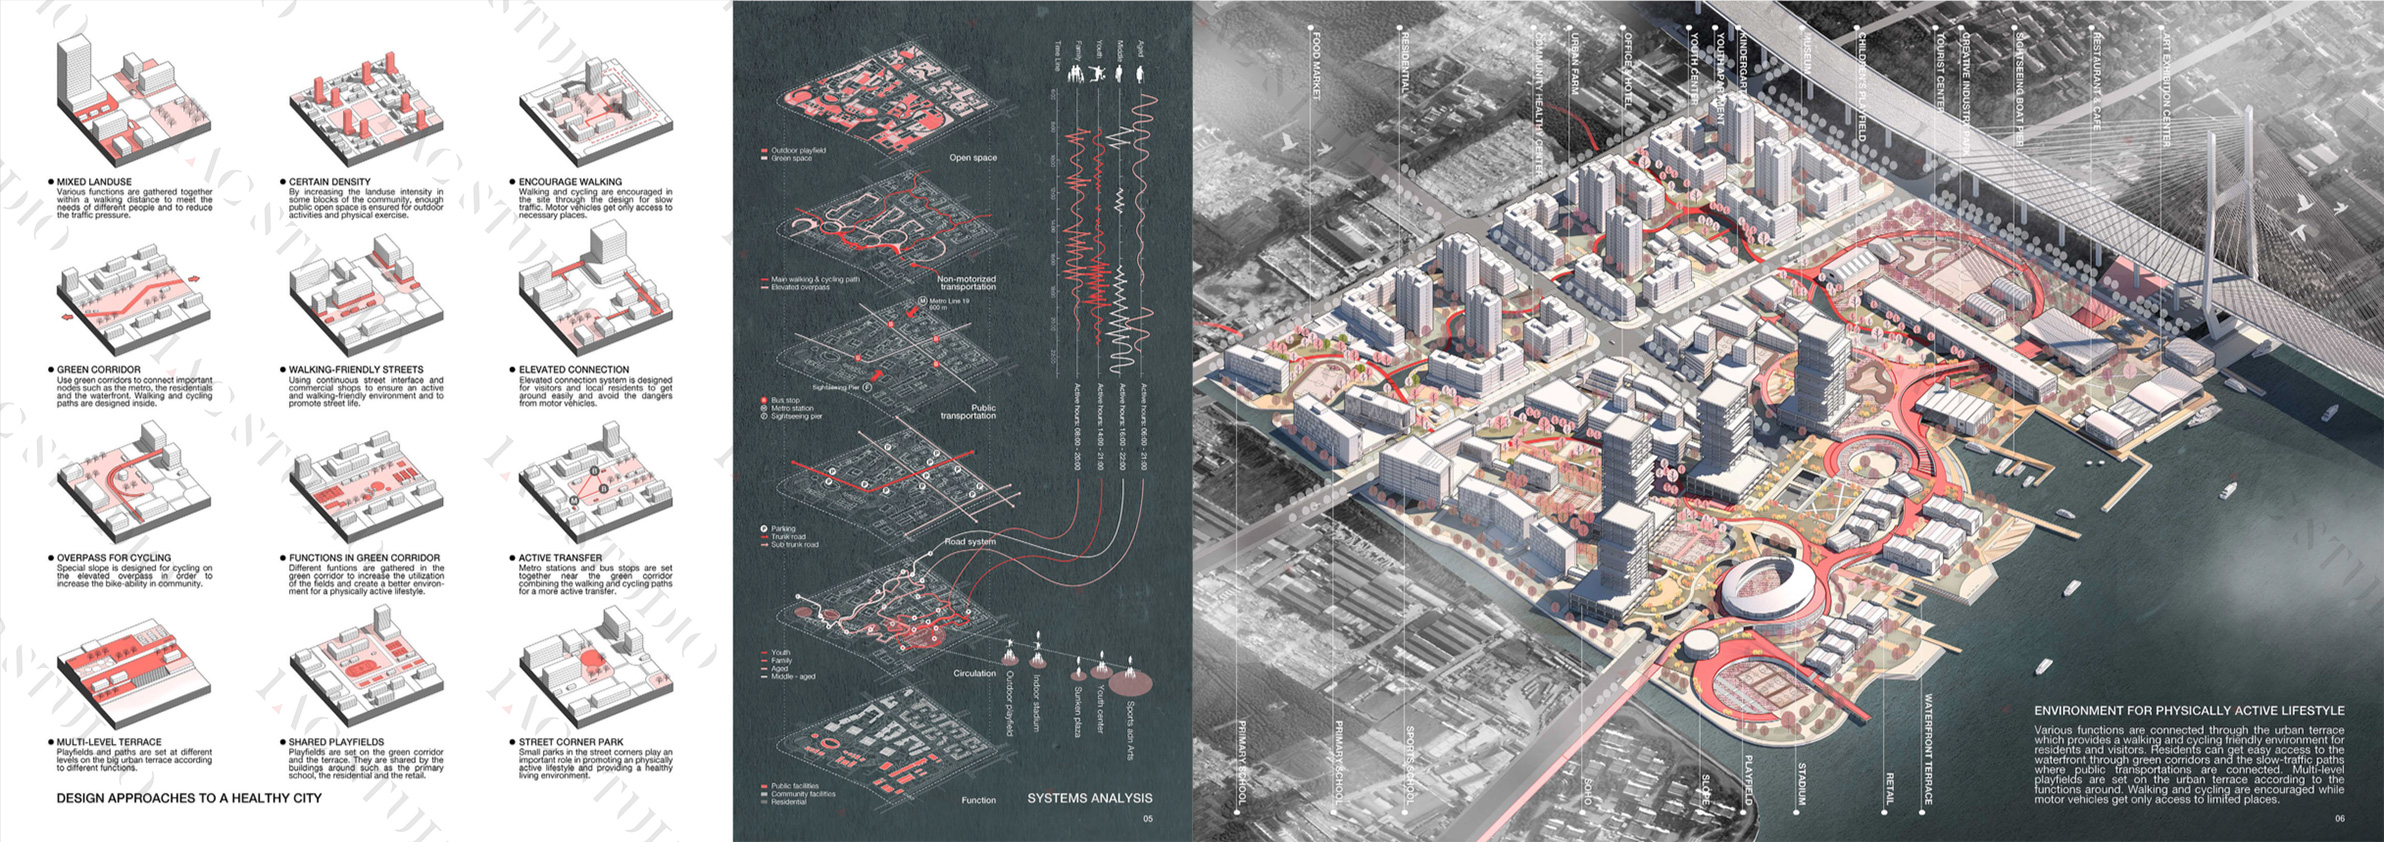 MIXED LANDUSE
Various functions are gathered together
within a walking distance to meet the
needs of different people and to reduce
the traffic pressure.
CERTAIN DENSITY
By increasing the landuse intensity in
some blocks of the community, enough
public open space is ensured for outdoor
activities and physical exercise.
ENCOURAGE WALKING
Walking and cycling are encouraged in
the site through the design for slow
traffic. Motor vehicles get only access to
necessary places.
GREEN CORRIDOR
Use green corridors to connect important
nodes such as the metro, the residentials
and the waterfront. Walking and cycling
paths are designed inside.
WALKING-FRIENDLY STREETS
Using continuous street interface and
commercial shops to ensure an active
and walking-friendly environment and to
promote street life.
ELEVATED CONNECTION
Elevated connection system is designed
for visitors and local residents to get
around easily and avoid the dangers
from motor vehicles.
OVERPASS FOR CYCLING
Special slope is designed for cycling on
the elevated overpass in order to
increase the bike-ability in community.
FUNCTIONS IN GREEN CORRIDOR
Different funtions are gathered in the
green corridor to increase the utilization
of the fields and create a better environ-
ment for a physically active lifestyle.
ACTIVE TRANSFER
Metro stations and bus stops are set
together near the green corridor
combining the walking and cycling paths
for a more active transfer.
MULTI-LEVEL TERRACE
Playfields and paths are set at different
levels on the big urban terrace according
to different functions.
SHARED PLAYFIELDS
Playfields are set on the green corridor
and the terrace. They are shared by the
buildings around such as the primary
school, the residential and the retail.
STREET CORNER PARK
Small parks in the street corners play an
important role in promoting an physically
active lifestyle and providing a healthy
living environment.
DESIGN APPROACHES TO A HEALTHY CITY
Time Line
Family
Youth
Middle
Aged
Outdoor playfield
Green space
Open space
Main walking & cycling path
Elevated overpass
Non-motorized
transportation
M Metro Line 19
600 m
Sightseeing Pier
Bus stop
Metro station
Sightseeing pier
Public
transportation
Active hours: 08:00 - 20:00
Active hours: 14:00 - 21:00
Active hours: 16:00 - 22:00
Active hours: 06:00 - 21:00
P Parking
Trunk road
Sub trunk road
Road system
Youth
Family
Aged
Middle - aged
Circulation
Outdoor playfield
Indoor stadium
Sunken plaza
Youth center
Sports adn Arts
Public facilities
Community facilities
Residential
Function
SYSTEMS ANALYSIS
05
FOOD MARKET
RESIDENTIAL
COMMUNITY HEALTH CENTER
URBAN FARM
OFFICE & HOTEL
YOUTH CENTER
YOUTH APARTMENT
KINDERGARTEN
MUSEUM
CHILDREN'S PLAYFIELD
TOURIST CENTER
SIGHTSEEING BOAT PIER
RESTAURANT & CAFE
ART EXHIBITION CENTER
PRIMARY SCHOOL
PRIMARY SCHOOL
SPORTS SCHOOL
SOHO
SLOPE
PLAYFIELD
STADIUM
RETAIL
WATERFRONT TERRACE
ENVIRONMENT FOR PHYSICALLY ACTIVE LIFESTYLE
Various functions are connected through the urban terrace
which provides a walking and cycling friendly environment for
residents and visitors. Residents can get easy access to the
waterfront through green corridors and the slow-traffic paths
where public transportations are connected. Multi-level
playfields are set on the urban terrace according to the
functions around. Walking and cycling are encouraged while
motor vehicles get only access to limited places.
06